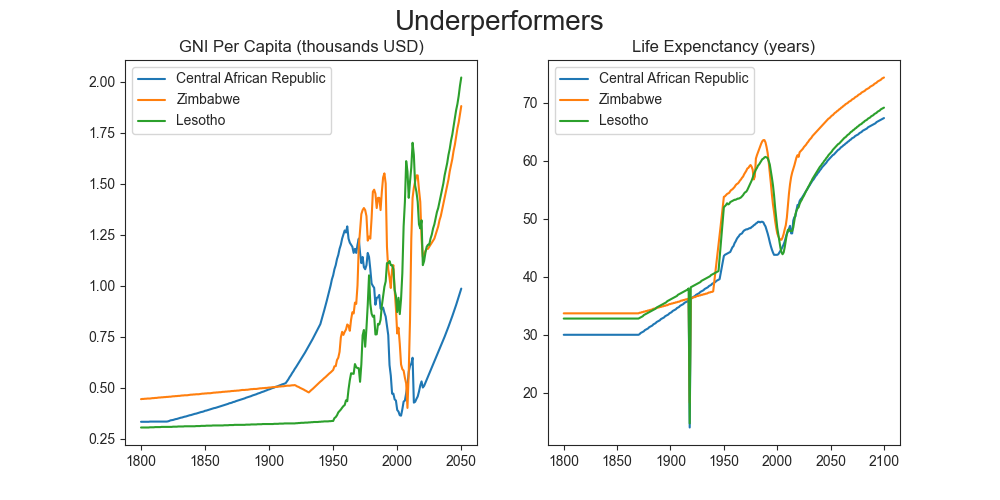 Underperformers
GNI Per Capita (thousands USD)
Central African Republic
Zimbabwe
Lesotho
2.00
1.75
1.50
1.25
1.00
0.75
0.50
0.25
1800 1850 1900 1950 2000 2050
Life Expenctancy (years)
Central African Republic
Zimbabwe
Lesotho
70
60
50
40
30
20
1800 1850 1900 1950 2000 2050 2100